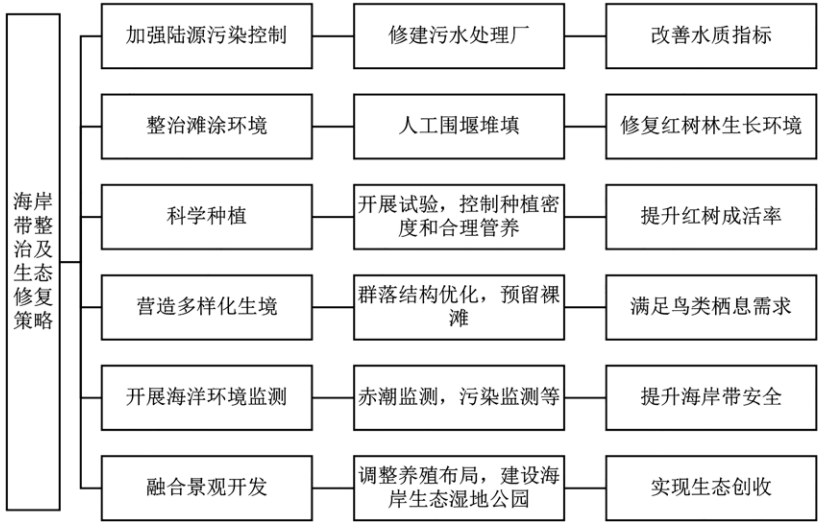 海岸
带整
治及
生态
修复
策略
加强陆源污染控制
修建污水处理厂
改善水质指标
整治滩涂环境
人工围堰堆填
修复红树林生长环境
科学种植
开展试验，控制种植密
度和合理管养
提升红树成活率
营造多样化生境
群落结构优化，预留裸
滩
满足鸟类栖息需求
开展海洋环境监测
赤潮监测，污染监测等
提升海岸带安全
融合景观开发
调整养殖布局，建设海
岸生态湿地公园
实现生态创收